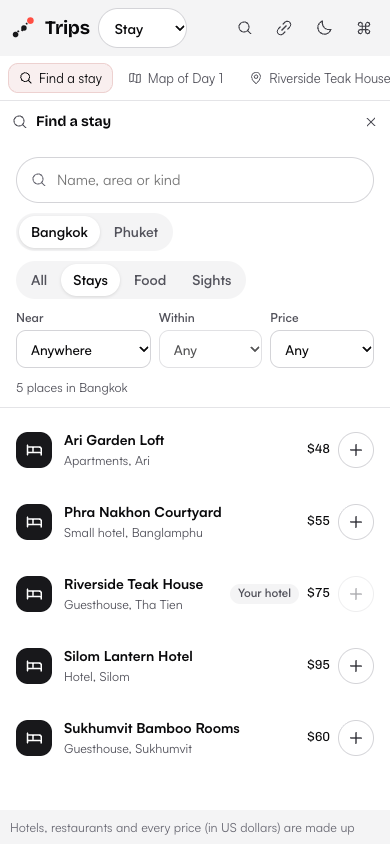 Trips
Stay
Find a stay
Map of Day 1
Riverside Teak House
Find a stay
Name, area or kind
Bangkok
Phuket
All
Stays
Food
Sights
Near
Within
Price
Anywhere
Any
Any
5 places in Bangkok
Ari Garden Loft
$48
Apartments, Ari
Phra Nakhon Courtyard
$55
Small hotel, Banglamphu
Riverside Teak House
Your hotel
$75
Guesthouse, Tha Tien
Silom Lantern Hotel
$95
Hotel, Silom
Sukhumvit Bamboo Rooms
$60
Guesthouse, Sukhumvit
Hotels, restaurants and every price (in US dollars) are made up